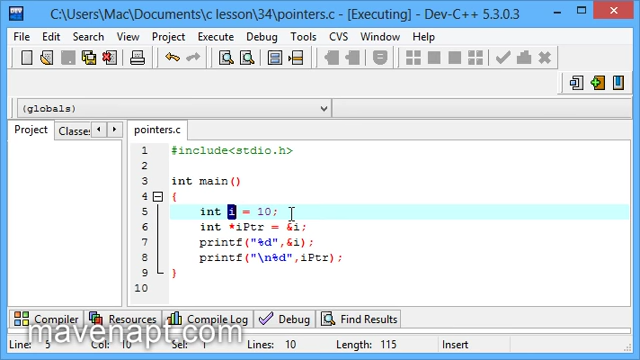 C:\Users\Mac\Documents\c lesson\34\pointers.c - [Executing] - Dev-C++ 5.3.0.3
File Edit Search View Project Execute Debug Tools CVS Window Help
(globals)
Project Classes pointers.c
1 #include<stdio.h>
2
3 int main()
4 {
5 int i = 10;
6 int *iPtr = &i;
7 printf("%d",&i);
8 printf("\n%d",iPtr);
9 }
10
Compiler Resources Compile Log Debug Find Results
mavenapt.com
Line: 5 Col: 10 Sel: 1 Lines: 10 Length: 115 Insert